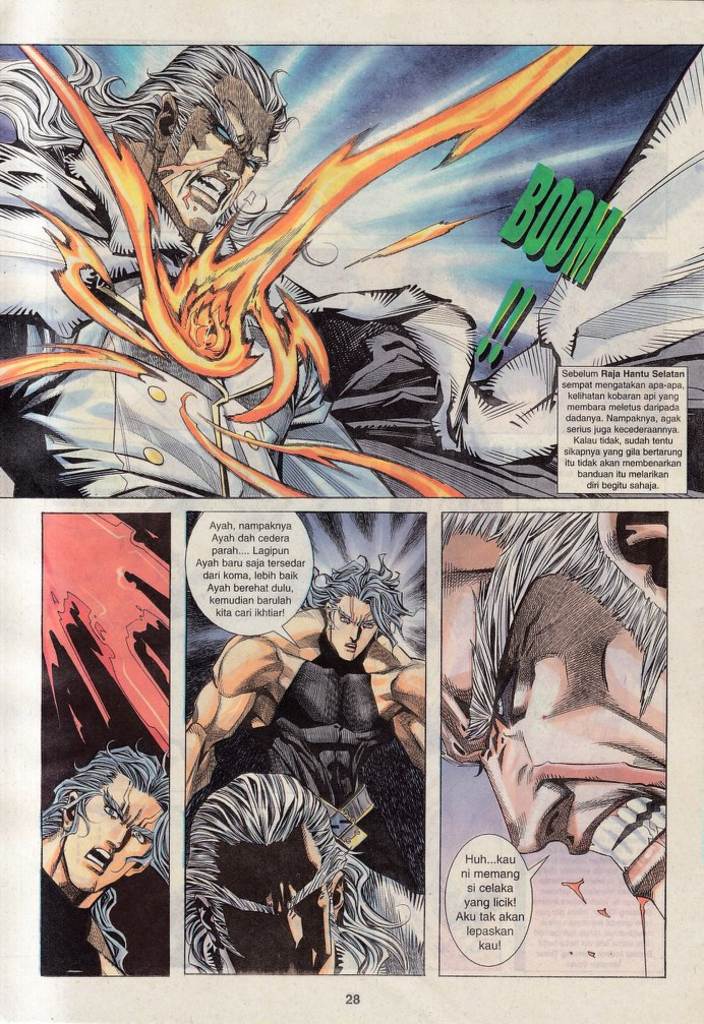 BOOM
!!
Sebelum Raja Hantu Selatan
sempat mengatakan apa-apa,
kelihatan kobaran api yang
membara meletus daripada
dadanya. Nampaknya, agak
serius juga kecederaannya.
Kalau tidak, sudah tentu
sikapnya yang gila bertarung
itu tidak akan membenarkan
banduan itu melarikan
diri begitu sahaja.
Ayah, nampaknya
Ayah dah cedera
parah.... Lagipun
Ayah baru saja tersedar
dari koma, lebih baik
Ayah berehat dulu,
kemudian barulah
kita cari ikhtiar!
Huh...kau
ni memang
si celaka
yang licik!
Aku tak akan
lepaskan
kau!
28